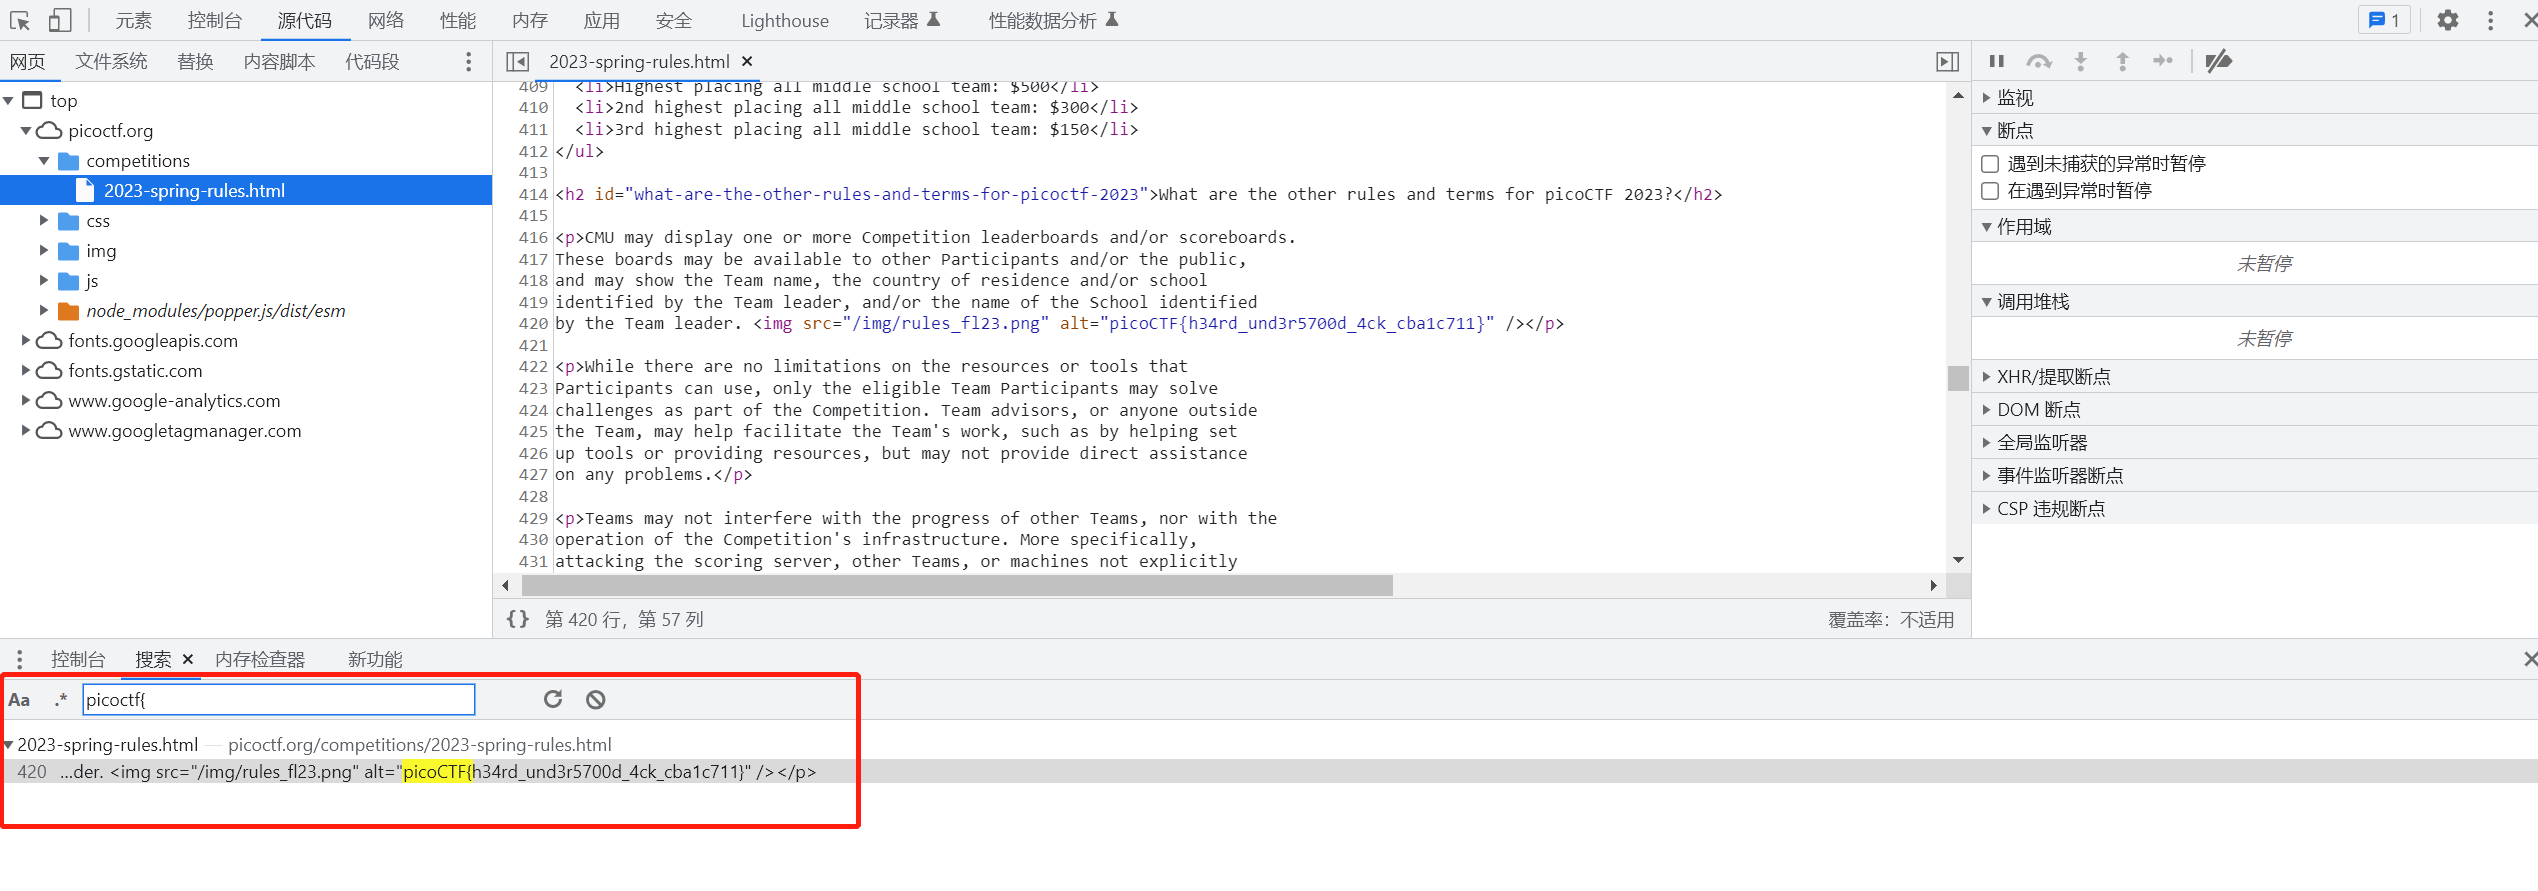 元素 控制台 源代码 网络 性能 内存 应用 安全 Lighthouse 记录器 性能数据分析 1
网页 文件系统 替换 内容脚本 代码段
top
picoctf.org
competitions
2023-spring-rules.html
css
img
js
node_modules/popper.js/dist/esm
fonts.googleapis.com
fonts.gstatic.com
www.google-analytics.com
www.googletagmanager.com
2023-spring-rules.html
409 <li>Highest placing all middle school team: $500</li>
410 <li>2nd highest placing all middle school team: $300</li>
411 <li>3rd highest placing all middle school team: $150</li>
412 </ul>
413
414 <h2 id="what-are-the-other-rules-and-terms-for-picoctf-2023">What are the other rules and terms for picoCTF 2023?</h2>
415
416 <p>CMU may display one or more Competition leaderboards and/or scoreboards.
417 These boards may be available to other Participants and/or the public,
418 and may show the Team name, the country of residence and/or school
419 identified by the Team leader, and/or the name of the School identified
420 by the Team leader. <img src="/img/rules_fl23.png" alt="picoCTF{h34rd_und3r5700d_4ck_cba1c711}" /></p>
421
422 <p>While there are no limitations on the resources or tools that
423 Participants can use, only the eligible Team Participants may solve
424 challenges as part of the Competition. Team advisors, or anyone outside
425 the Team, may help facilitate the Team's work, such as by helping set
426 up tools or providing resources, but may not provide direct assistance
427 on any problems.</p>
428
429 <p>Teams may not interfere with the progress of other Teams, nor with the
430 operation of the Competition's infrastructure. More specifically,
431 attacking the scoring server, other Teams, or machines not explicitly
{} 第 420 行，第 57 列 覆盖率：不适用
监视
断点
遇到未捕获的异常时暂停
在遇到异常时暂停
作用域
未暂停
调用堆栈
未暂停
XHR/提取断点
DOM 断点
全局监听器
事件监听器断点
CSP 违规断点
控制台 搜索 内存检查器 新功能
Aa .* picoctf{
2023-spring-rules.html — picoctf.org/competitions/2023-spring-rules.html
420 …der. <img src="/img/rules_fl23.png" alt="picoCTF{h34rd_und3r5700d_4ck_cba1c711}" /></p>